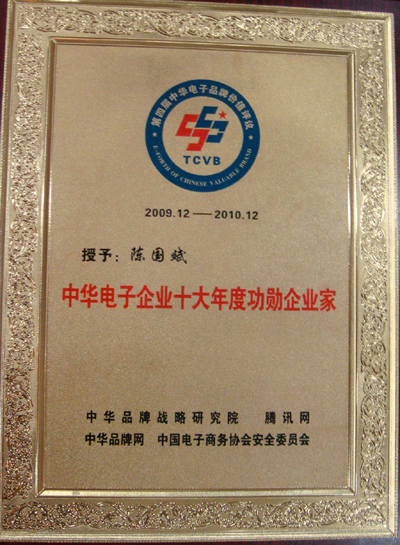 第四届中华电子品牌价值评议
TCVB
E-FORTH OF CHINESE VALUABLE BRAND
2009.12——2010.12
授予：陈国斌
中华电子企业十大年度功勋企业家
中华品牌战略研究院 腾讯网
中华品牌网 中国电子商务协会安全委员会